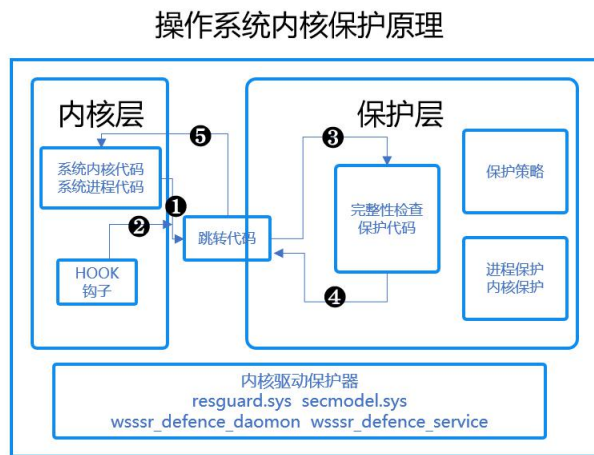 操作系统内核保护原理
内核层
保护层
❺
❸
系统内核代码
系统进程代码
❶
❷
跳转代码
完整性检查
保护代码
保护策略
HOOK
钩子
❹
进程保护
内核保护
内核驱动保护器
resguard.sys secmodel.sys
wsssr_defence_daomon wsssr_defence_service